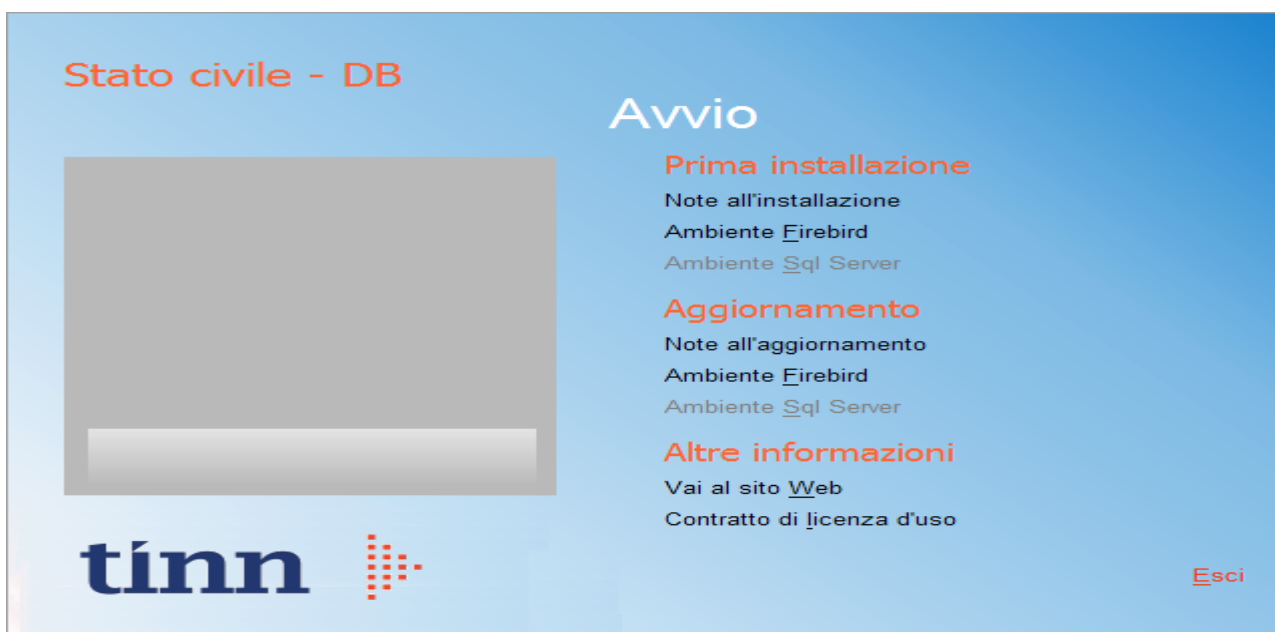 Stato civile - DB
Avvio
Prima installazione
Note all'installazione
Ambiente Firebird
Ambiente Sql Server
Aggiornamento
Note all'aggiornamento
Ambiente Firebird
Ambiente Sql Server
Altre informazioni
Vai al sito Web
Contratto di licenza d'uso
tinn
Esci